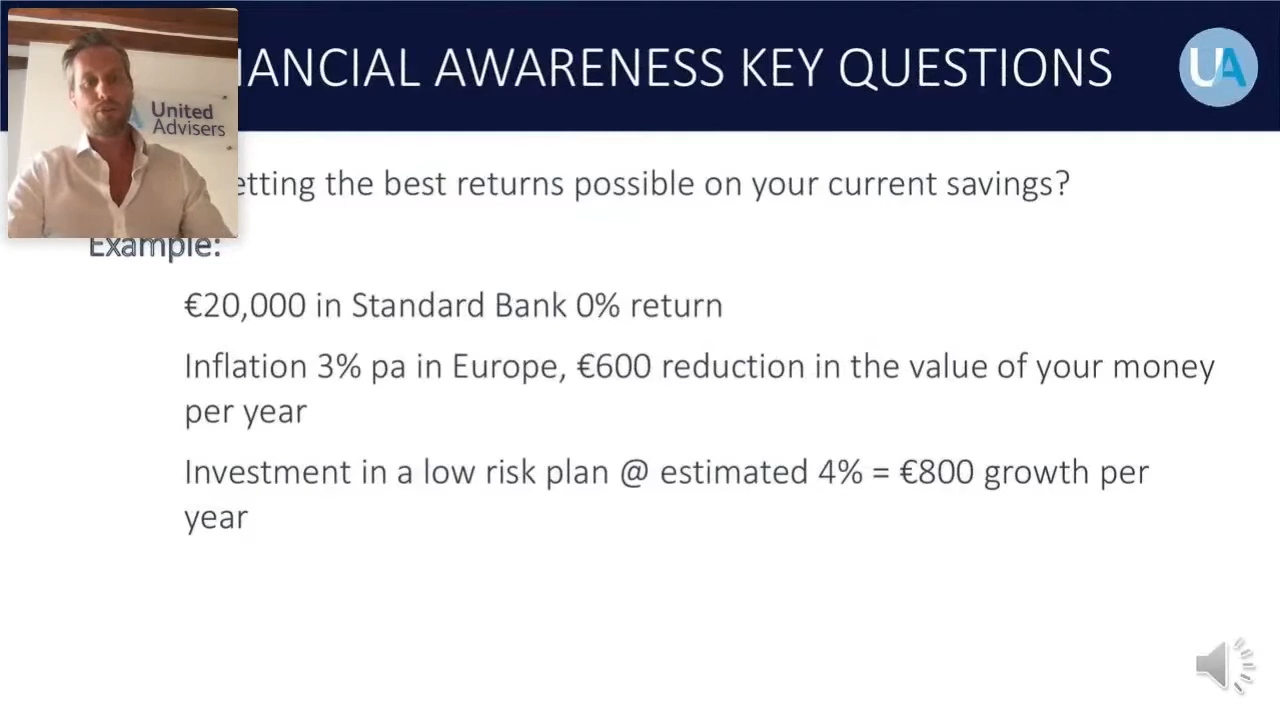 IANCIAL AWARENESS KEY QUESTIONS
UA
United
Advisers
etting the best returns possible on your current savings?
Example:
€20,000 in Standard Bank 0% return
Inflation 3% pa in Europe, €600 reduction in the value of your money
per year
Investment in a low risk plan @ estimated 4% = €800 growth per
year